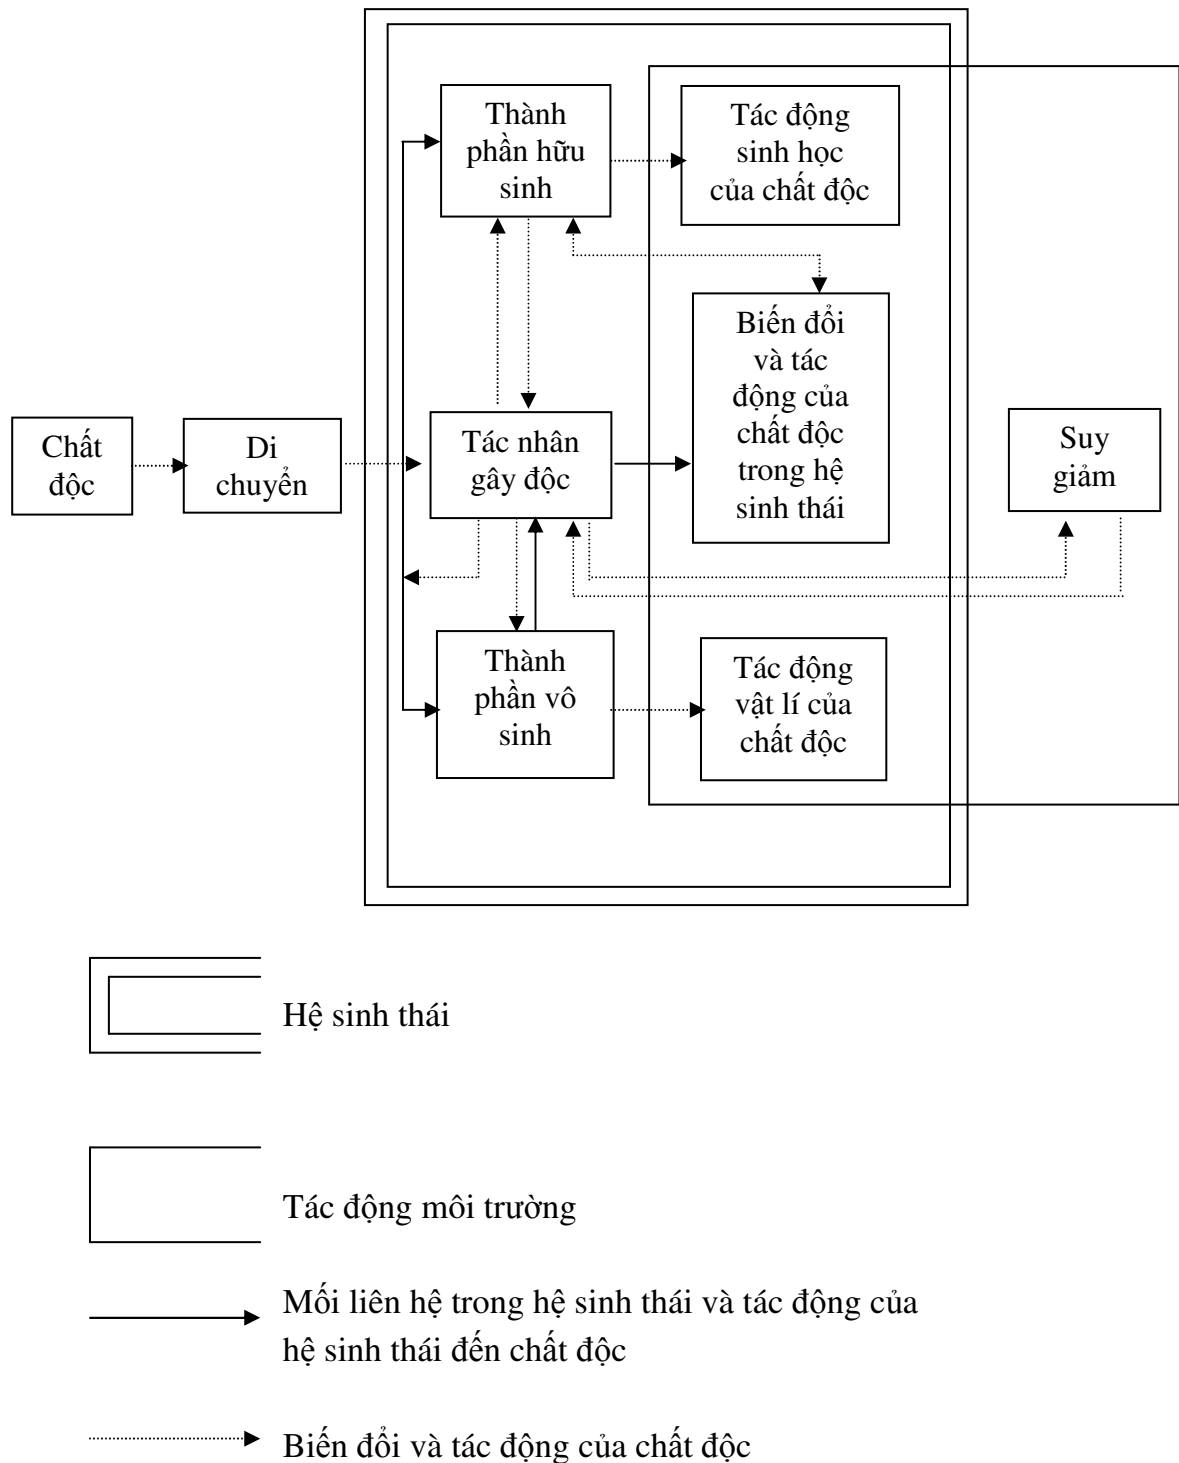 Thành
phần hữu
sinh
Tác động
sinh học
của chất độc
Biến đổi
và tác
động của
chất độc
trong hệ
sinh thái
Chất
độc
Di
chuyển
Tác nhân
gây độc
Suy
giảm
Thành
phần vô
sinh
Tác động
vật lí của
chất độc
Hệ sinh thái
Tác động môi trường
Mối liên hệ trong hệ sinh thái và tác động của
hệ sinh thái đến chất độc
Biến đổi và tác động của chất độc